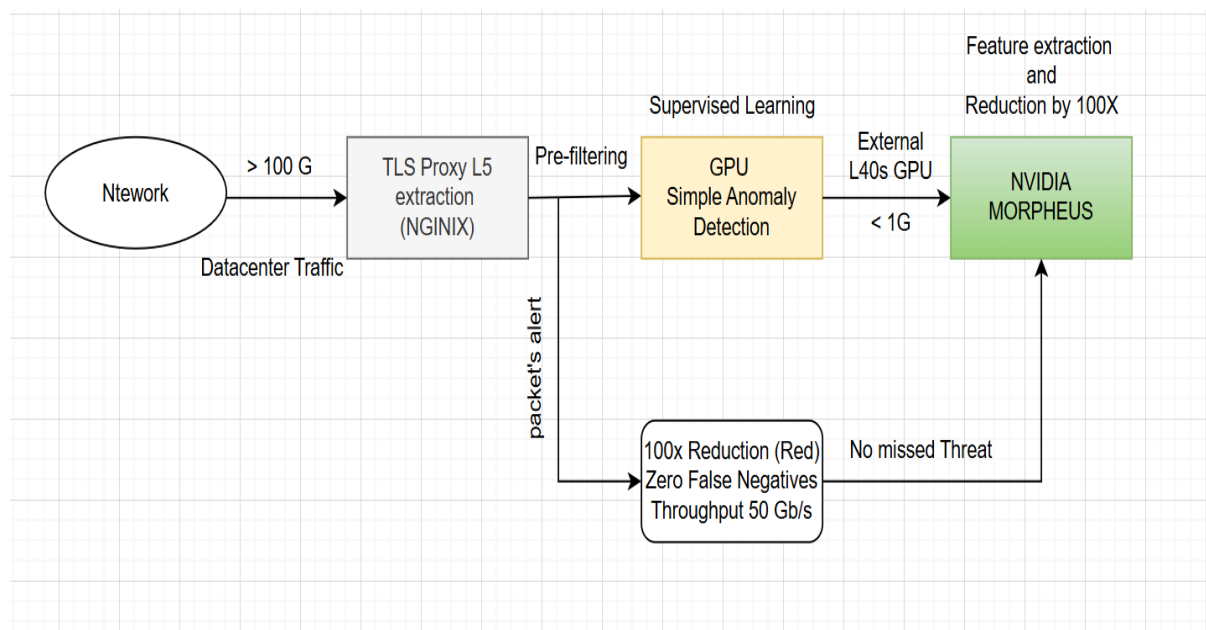 Feature extraction
and
Reduction by 100X
Supervised Learning
Ntework
> 100 G
Datacenter Traffic
TLS Proxy L5
extraction
(NGINIX)
Pre-filtering
GPU
Simple Anomaly
Detection
External
L40s GPU
< 1G
NVIDIA
MORPHEUS
packet's alert
100x Reduction (Red)
Zero False Negatives
Throughput 50 Gb/s
No missed Threat